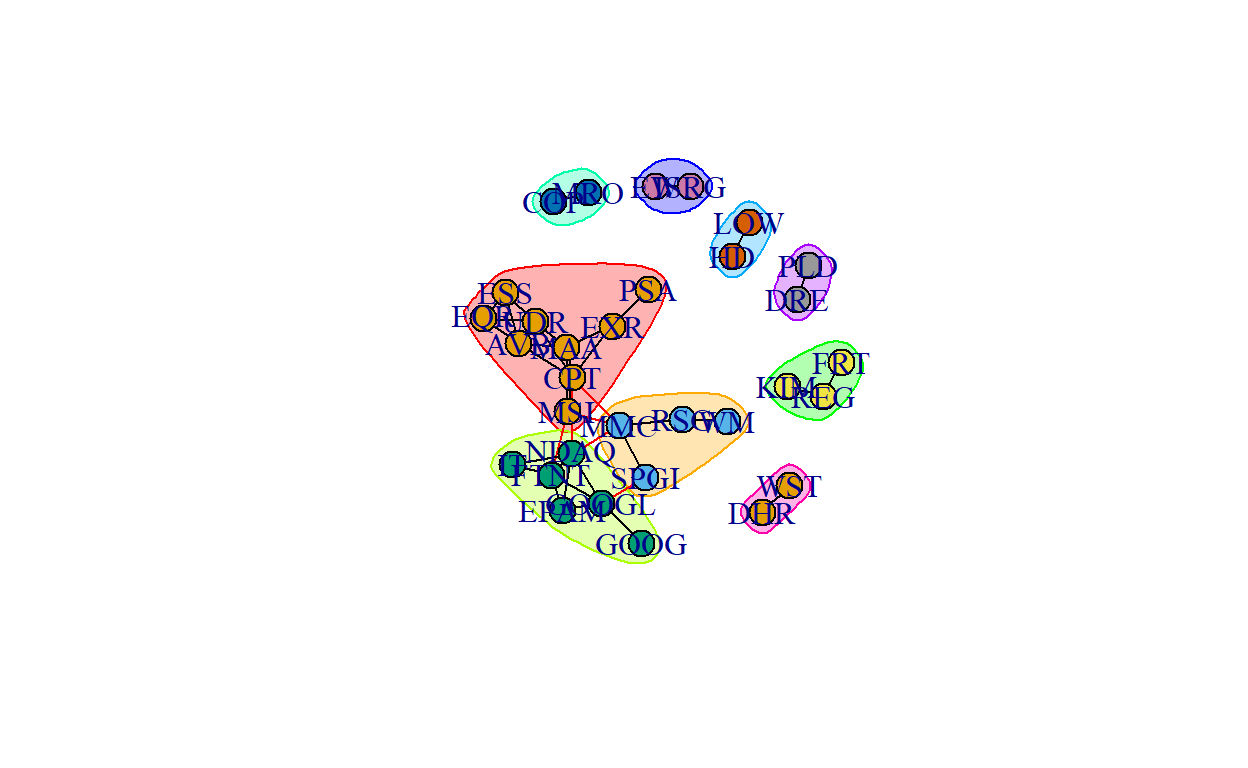 COP
MRO
EW
SRG
LOW
HD
PLD
DRE
ESS
PSA
EQR
UDR
EXR
AVB
MAA
CPT
FRT
KIM
REG
MSI
MMC
RSG
WM
NDAQ
IT
FTNT
SPGI
WST
DHR
EPAM
GOOGL
GOOG